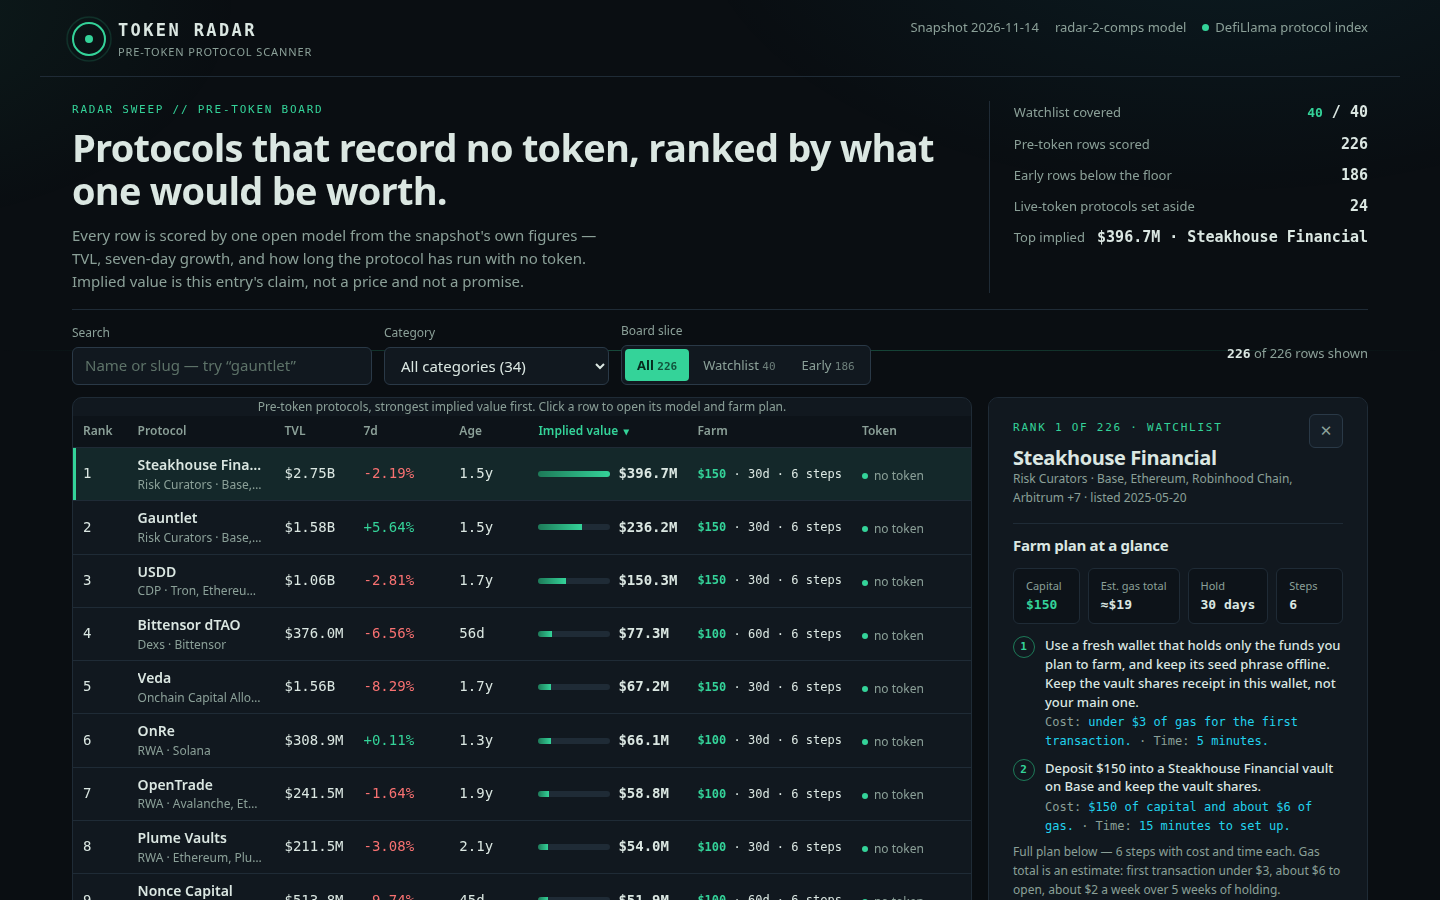 TOKEN RADAR
PRE-TOKEN PROTOCOL SCANNER
Snapshot 2026-11-14 radar-2-comps model DefiLlama protocol index
RADAR SWEEP // PRE-TOKEN BOARD
Protocols that record no token, ranked by what
one would be worth.
Every row is scored by one open model from the snapshot's own figures —
TVL, seven-day growth, and how long the protocol has run with no token.
Implied value is this entry's claim, not a price and not a promise.
Watchlist covered 40 / 40
Pre-token rows scored 226
Early rows below the floor 186
Live-token protocols set aside 24
Top implied $396.7M · Steakhouse Financial
Search
Name or slug — try “gauntlet”
Category
All categories (34)
Board slice
All 226 Watchlist 40 Early 186
226 of 226 rows shown
Pre-token protocols, strongest implied value first. Click a row to open its model and farm plan.
Rank Protocol TVL 7d Age Implied value ▼ Farm Token
1 Steakhouse Fina... $2.75B -2.19% 1.5y $396.7M $150 · 30d · 6 steps no token
Risk Curators · Base,...
2 Gauntlet $1.58B +5.64% 1.5y $236.2M $150 · 30d · 6 steps no token
Risk Curators · Base,...
3 USDD $1.06B -2.81% 1.7y $150.3M $150 · 30d · 6 steps no token
CDP · Tron, Ethereu...
4 Bittensor dTAO $376.0M -6.56% 56d $77.3M $100 · 60d · 6 steps no token
Dexs · Bittensor
5 Veda $1.56B -8.29% 1.7y $67.2M $150 · 30d · 6 steps no token
Onchain Capital Allo...
6 OnRe $308.9M +0.11% 1.3y $66.1M $100 · 30d · 6 steps no token
RWA · Solana
7 OpenTrade $241.5M -1.64% 1.9y $58.8M $100 · 30d · 6 steps no token
RWA · Avalanche, Et...
8 Plume Vaults $211.5M -3.08% 2.1y $54.0M $100 · 30d · 6 steps no token
RWA · Ethereum, Plu...
9 Nonce Capital $513.8M -9.74% 45d $51.9M $100 · 60d · 6 steps no token
RANK 1 OF 226 · WATCHLIST
✕
Steakhouse Financial
Risk Curators · Base, Ethereum, Robinhood Chain,
Arbitrum +7 · listed 2025-05-20
Farm plan at a glance
Capital $150
Est. gas total ≈$19
Hold 30 days
Steps 6
1 Use a fresh wallet that holds only the funds you
plan to farm, and keep its seed phrase offline.
Keep the vault shares receipt in this wallet, not
your main one.
Cost: under $3 of gas for the first
transaction. · Time: 5 minutes.
2 Deposit $150 into a Steakhouse Financial vault
on Base and keep the vault shares.
Cost: $150 of capital and about $6 of
gas. · Time: 15 minutes to set up.
Full plan below — 6 steps with cost and time each. Gas
total is an estimate: first transaction under $3, about $6 to
open, about $2 a week over 5 weeks of holding.